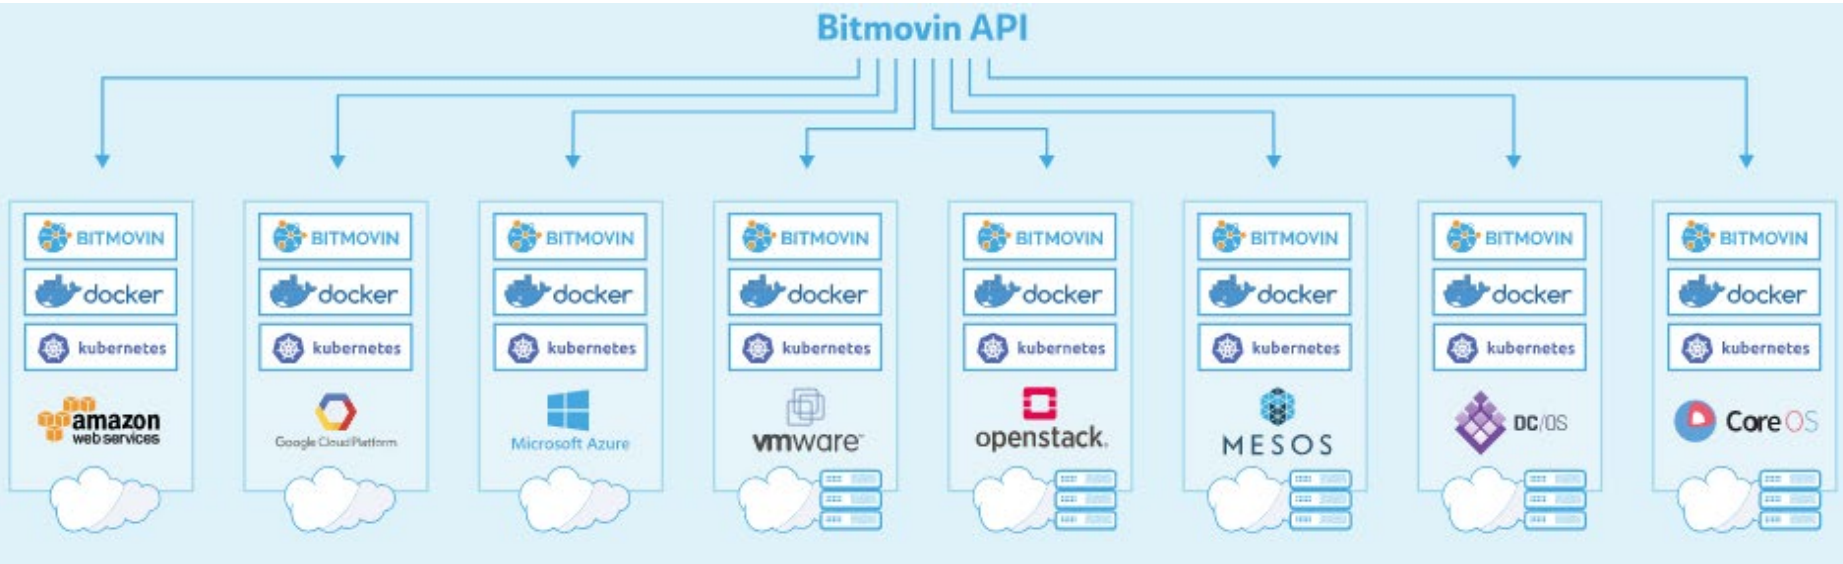 Bitmovin API
BITMOVIN
docker
kubernetes
amazon
web services
BITMOVIN
docker
kubernetes
Google Cloud Platform
BITMOVIN
docker
kubernetes
Microsoft Azure
BITMOVIN
docker
kubernetes
vmware
BITMOVIN
docker
kubernetes
openstack.
BITMOVIN
docker
kubernetes
MESOS
BITMOVIN
docker
kubernetes
DC/OS
BITMOVIN
docker
kubernetes
Core OS